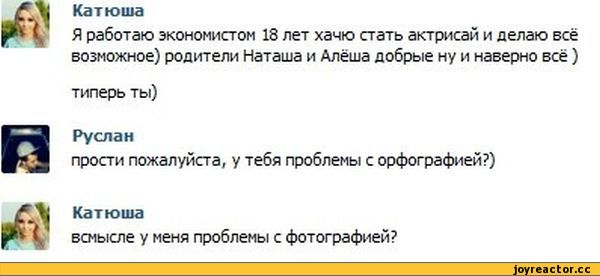 Катюша
Я работаю экономистом 18 лет хачю стать актрисай и делаю всё
возможное) родители Наташа и Алёша добрые ну и наверно всё )
типерь ты)
Руслан
прости пожалуйста, у тебя проблемы с орфографией?)
Катюша
всмысле у меня проблемы с фотографией?
joyreactor.cc